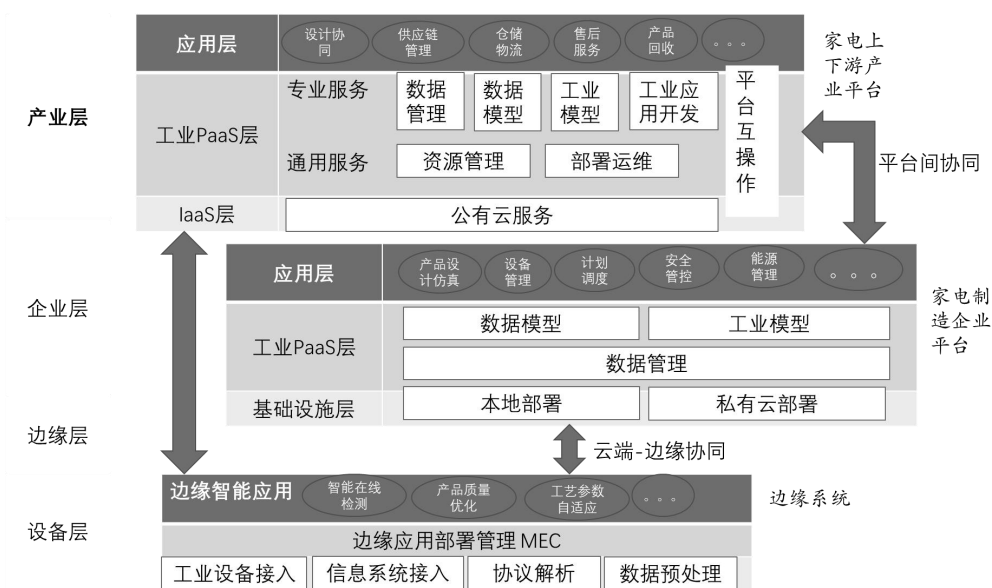 应用层
设计协
同
供应链
管理
仓储
物流
售后
服务
产品
回收
。。。
家电上
下游产
业平台
产业层
工业PaaS层
专业服务
数据
管理
数据
模型
工业
模型
工业应
用开发
平
台
互
操
作
通用服务
资源管理
部署运维
平台间协同
IaaS层
公有云服务
企业层
应用层
产品设
计仿真
设备
管理
计划
调度
安全
管控
能源
管理
。。。
家电制
造企业
平台
工业PaaS层
数据模型
工业模型
数据管理
基础设施层
本地部署
私有云部署
边缘层
云端-边缘协同
边缘智能应用
智能在线
检测
产品质量
优化
工艺参数
自适应
。。。
边缘系统
设备层
边缘应用部署管理 MEC
工业设备接入
信息系统接入
协议解析
数据预处理